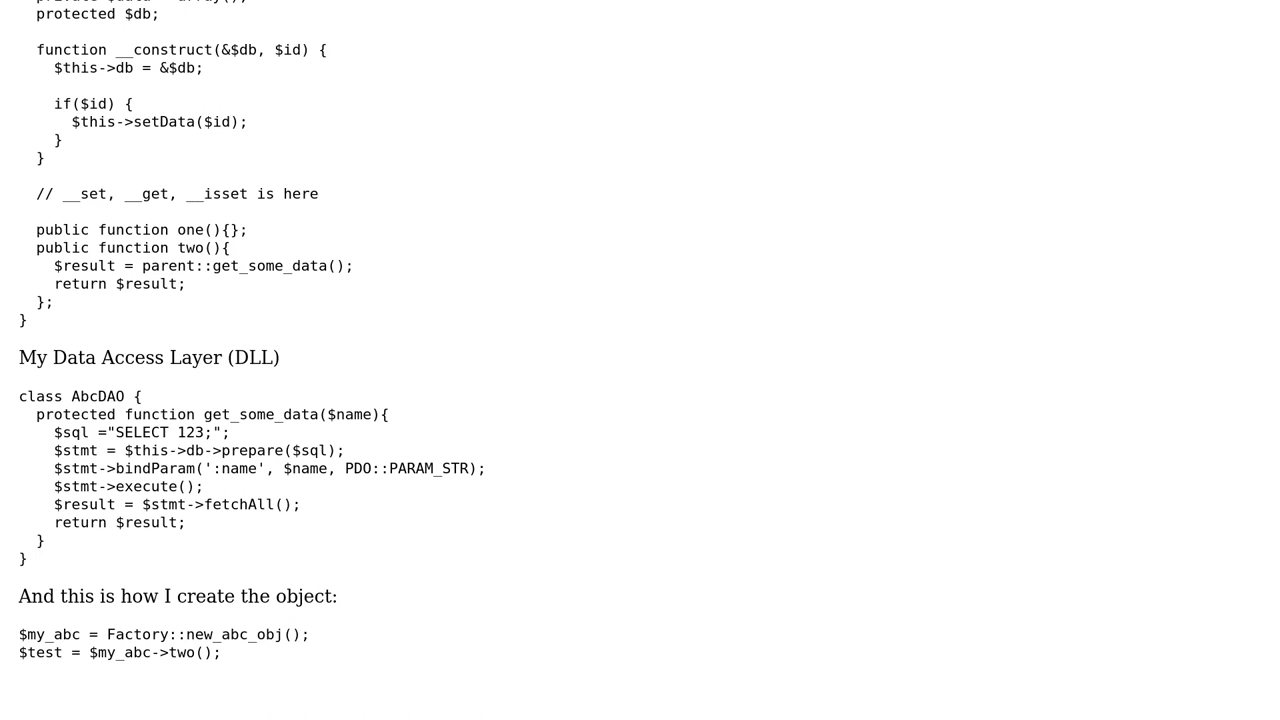 protected $db;
function __construct(&$db, $id) {
$this->db = &$db;
if($id) {
$this->setData($id);
}
}
// __set, __get, __isset is here
public function one(){};
public function two(){
$result = parent::get_some_data();
return $result;
};
}
My Data Access Layer (DLL)
class AbcDAO {
protected function get_some_data($name){
$sql ="SELECT 123;";
$stmt = $this->db->prepare($sql);
$stmt->bindParam(':name', $name, PDO::PARAM_STR);
$stmt->execute();
$result = $stmt->fetchAll();
return $result;
}
}
And this is how I create the object:
$my_abc = Factory::new_abc_obj();
$test = $my_abc->two();